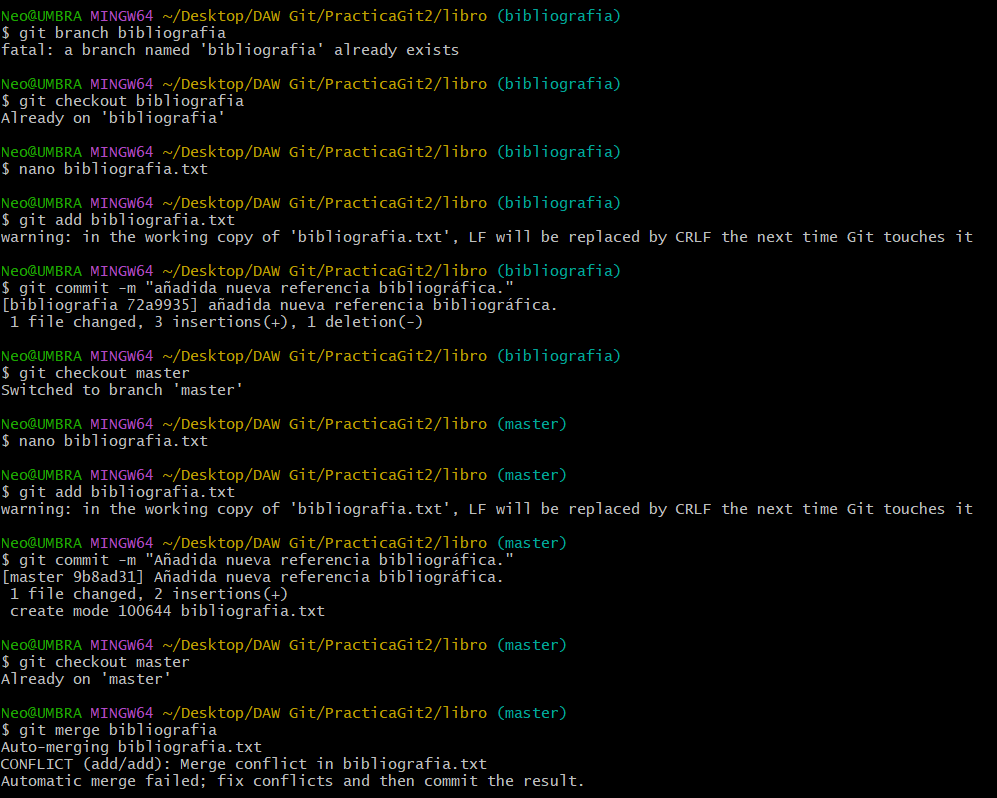 Neo@UMBRA MINGW64 ~/Desktop/DAW Git/PracticaGit2/libro (bibliografia)
$ git branch bibliografia
fatal: a branch named 'bibliografia' already exists
Neo@UMBRA MINGW64 ~/Desktop/DAW Git/PracticaGit2/libro (bibliografia)
$ git checkout bibliografia
Already on 'bibliografia'
Neo@UMBRA MINGW64 ~/Desktop/DAW Git/PracticaGit2/libro (bibliografia)
$ nano bibliografia.txt
Neo@UMBRA MINGW64 ~/Desktop/DAW Git/PracticaGit2/libro (bibliografia)
$ git add bibliografia.txt
warning: in the working copy of 'bibliografia.txt', LF will be replaced by CRLF the next time Git touches it
Neo@UMBRA MINGW64 ~/Desktop/DAW Git/PracticaGit2/libro (bibliografia)
$ git commit -m "añadida nueva referencia bibliográfica."
[bibliografia 72a9935] añadida nueva referencia bibliográfica.
1 file changed, 3 insertions(+), 1 deletion(-)
Neo@UMBRA MINGW64 ~/Desktop/DAW Git/PracticaGit2/libro (bibliografia)
$ git checkout master
Switched to branch 'master'
Neo@UMBRA MINGW64 ~/Desktop/DAW Git/PracticaGit2/libro (master)
$ nano bibliografia.txt
Neo@UMBRA MINGW64 ~/Desktop/DAW Git/PracticaGit2/libro (master)
$ git add bibliografia.txt
warning: in the working copy of 'bibliografia.txt', LF will be replaced by CRLF the next time Git touches it
Neo@UMBRA MINGW64 ~/Desktop/DAW Git/PracticaGit2/libro (master)
$ git commit -m "Añadida nueva referencia bibliográfica."
[master 9b8ad31] Añadida nueva referencia bibliográfica.
1 file changed, 2 insertions(+)
create mode 100644 bibliografia.txt
Neo@UMBRA MINGW64 ~/Desktop/DAW Git/PracticaGit2/libro (master)
$ git checkout master
Already on 'master'
Neo@UMBRA MINGW64 ~/Desktop/DAW Git/PracticaGit2/libro (master)
$ git merge bibliografia
Auto-merging bibliografia.txt
CONFLICT (add/add): Merge conflict in bibliografia.txt
Automatic merge failed; fix conflicts and then commit the result.